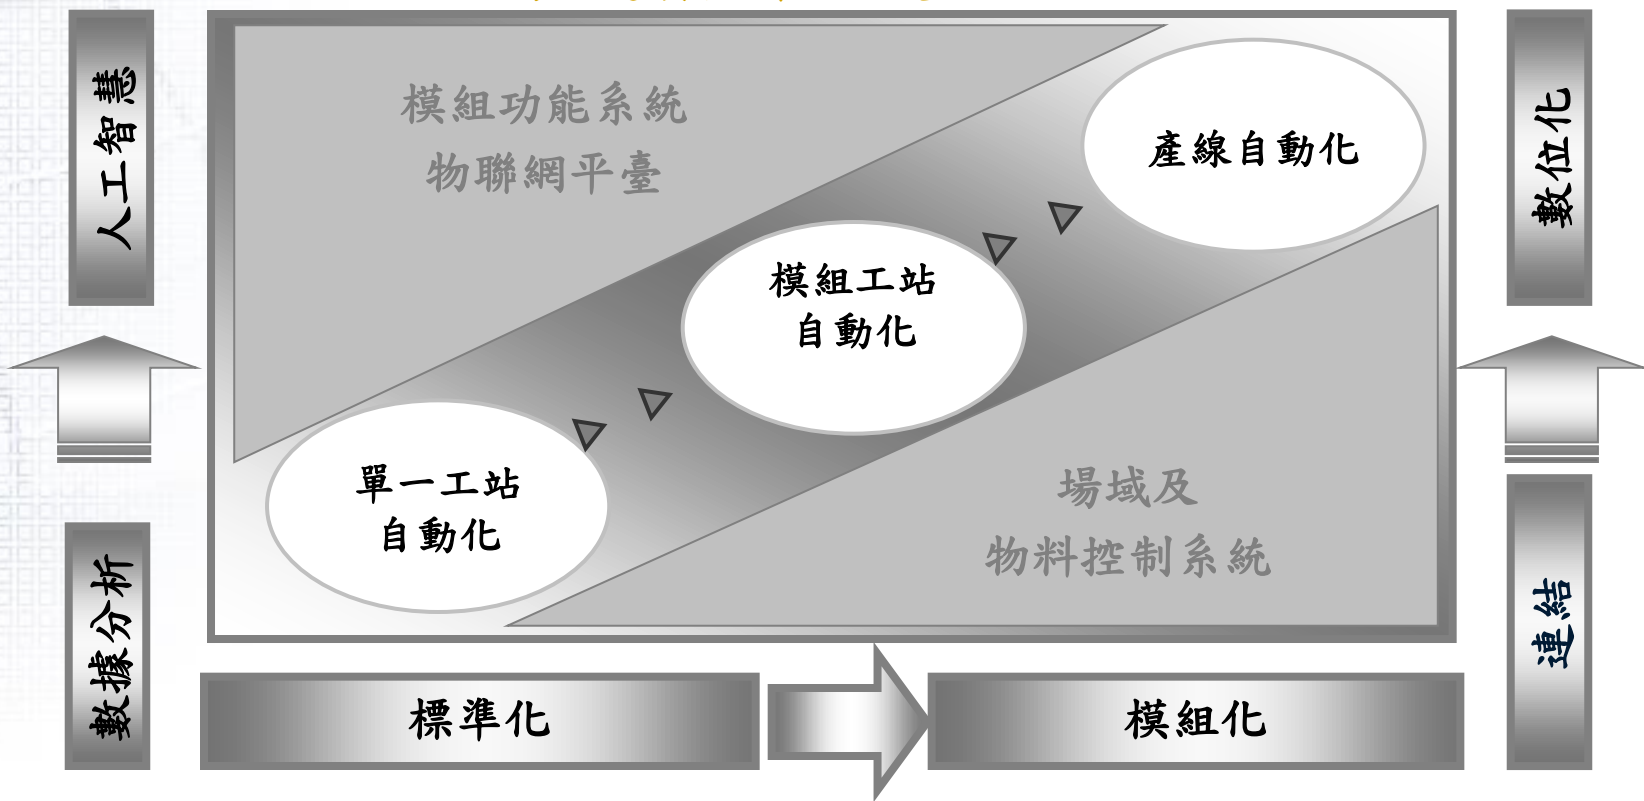 人工智慧
模組功能系統
物聯網平臺
產線自動化
數位化
模組工站
自動化
單一工站
自動化
場域及
物料控制系統
數據分析
連結
標準化
模組化